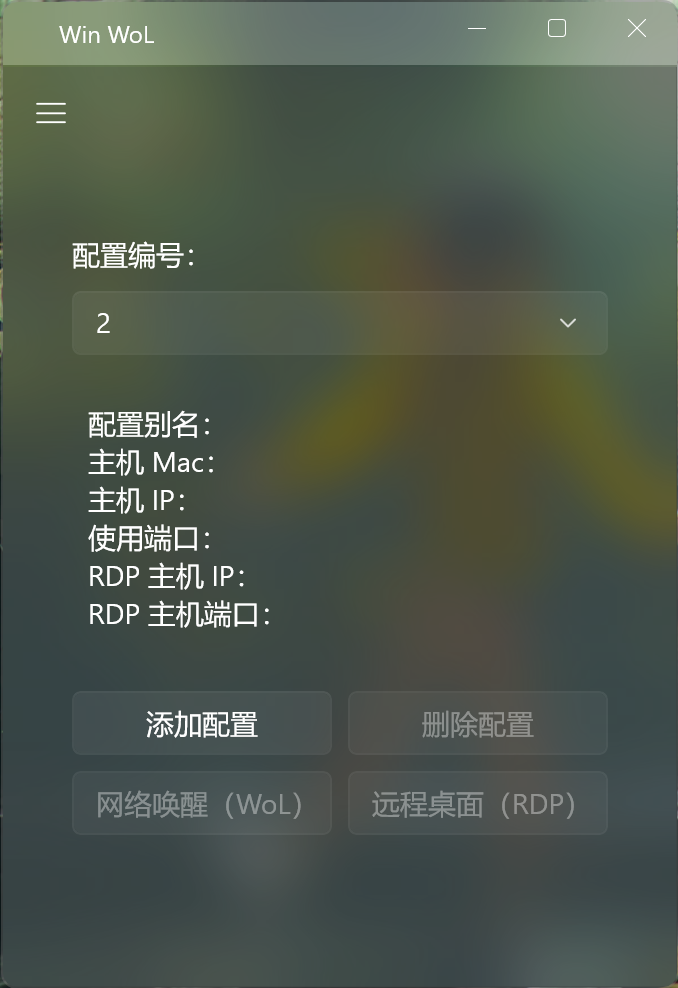 Win WoL
配置编号：
2
配置别名：
主机 Mac：
主机 IP：
使用端口：
RDP 主机 IP：
RDP 主机端口：
添加配置
删除配置
网络唤醒（WoL）
远程桌面（RDP）